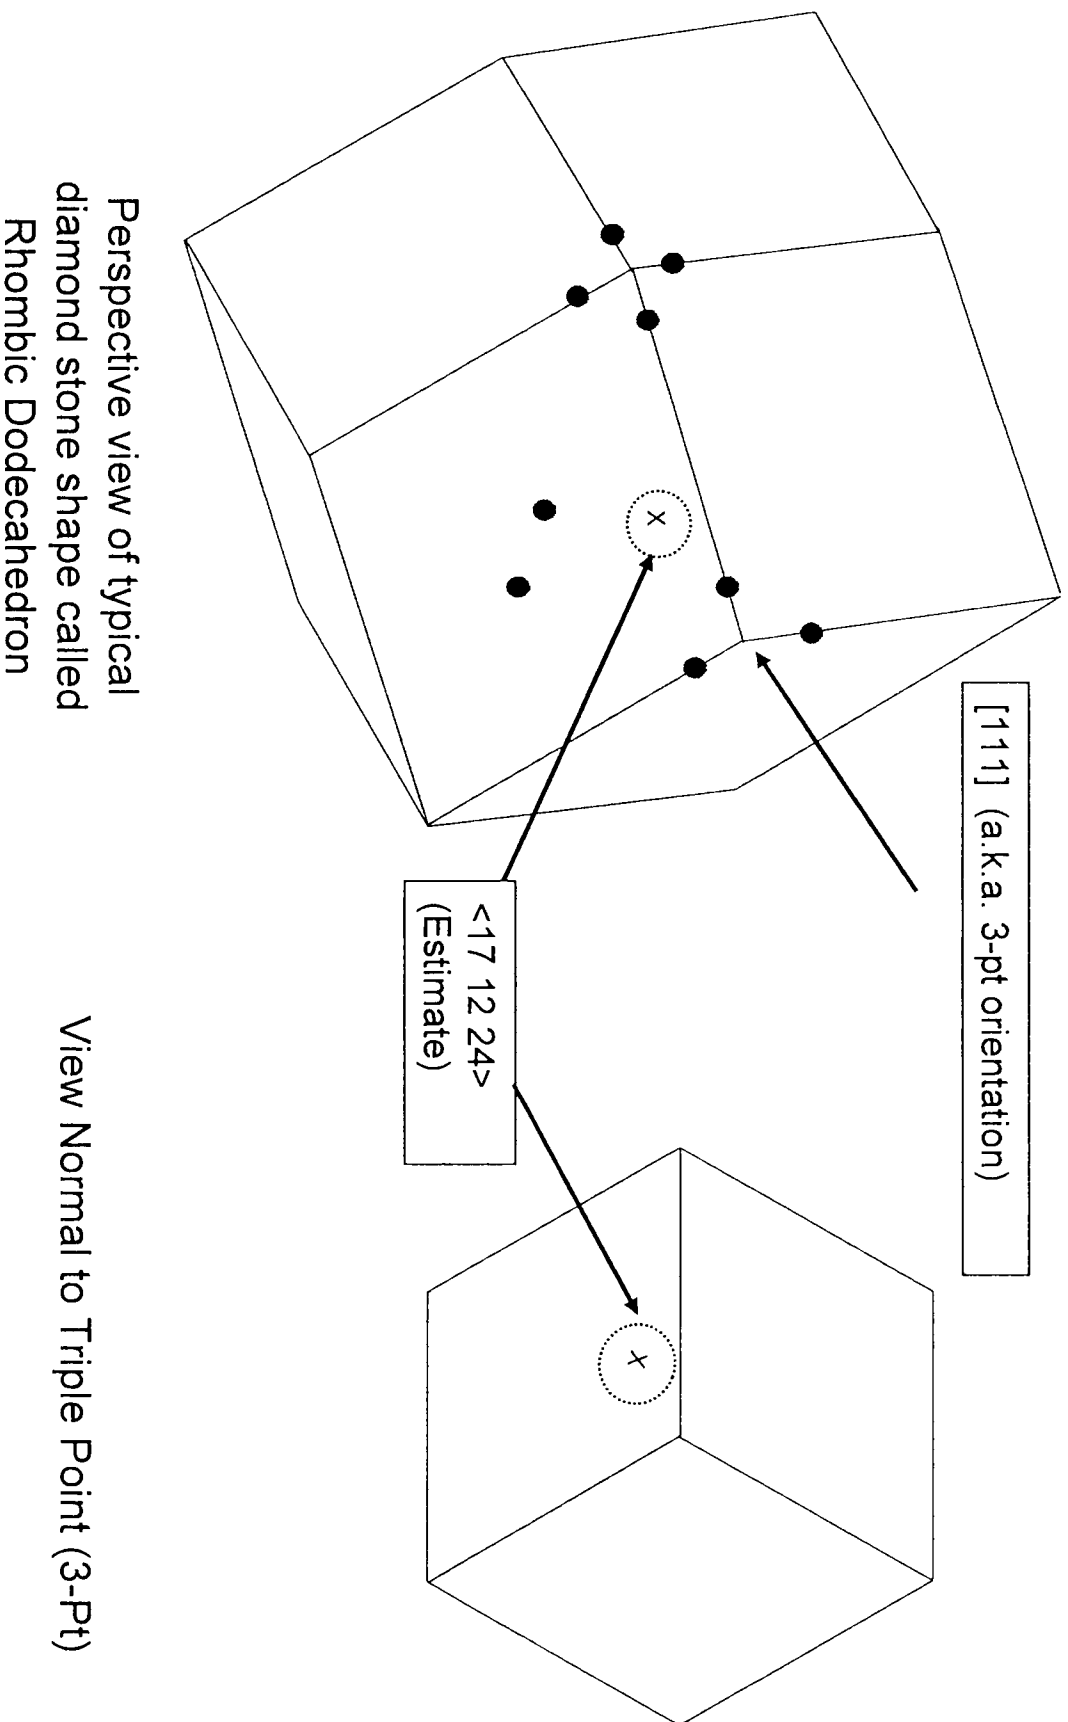 [111] (a.k.a. 3-pt orientation)
<17 12 24>
(Estimate)
X
X
Perspective view of typical
diamond stone shape called
Rhombic Dodecahedron
View Normal to Triple Point (3-Pt)